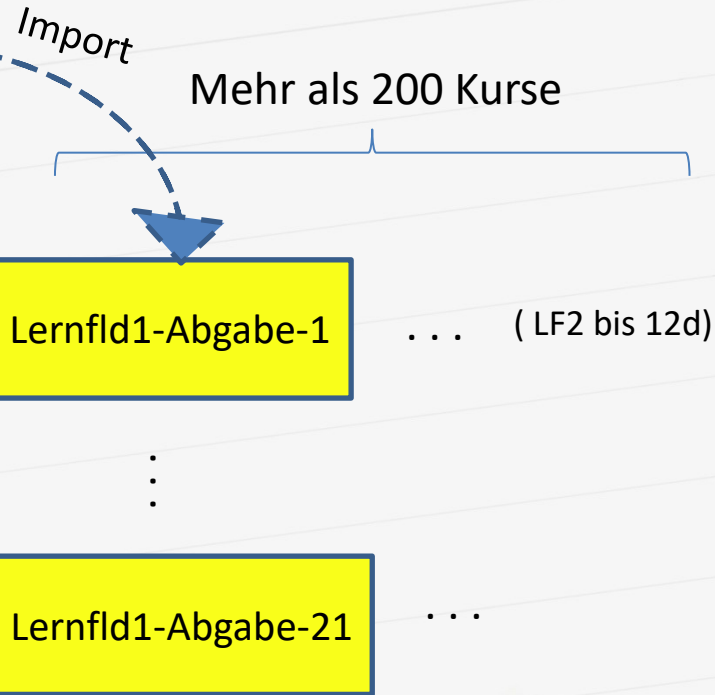 Import
Mehr als 200 Kurse
Lernfld1-Abgabe-1 . . . ( LF2 bis 12d)
.
.
.
Lernfld1-Abgabe-21 . . .